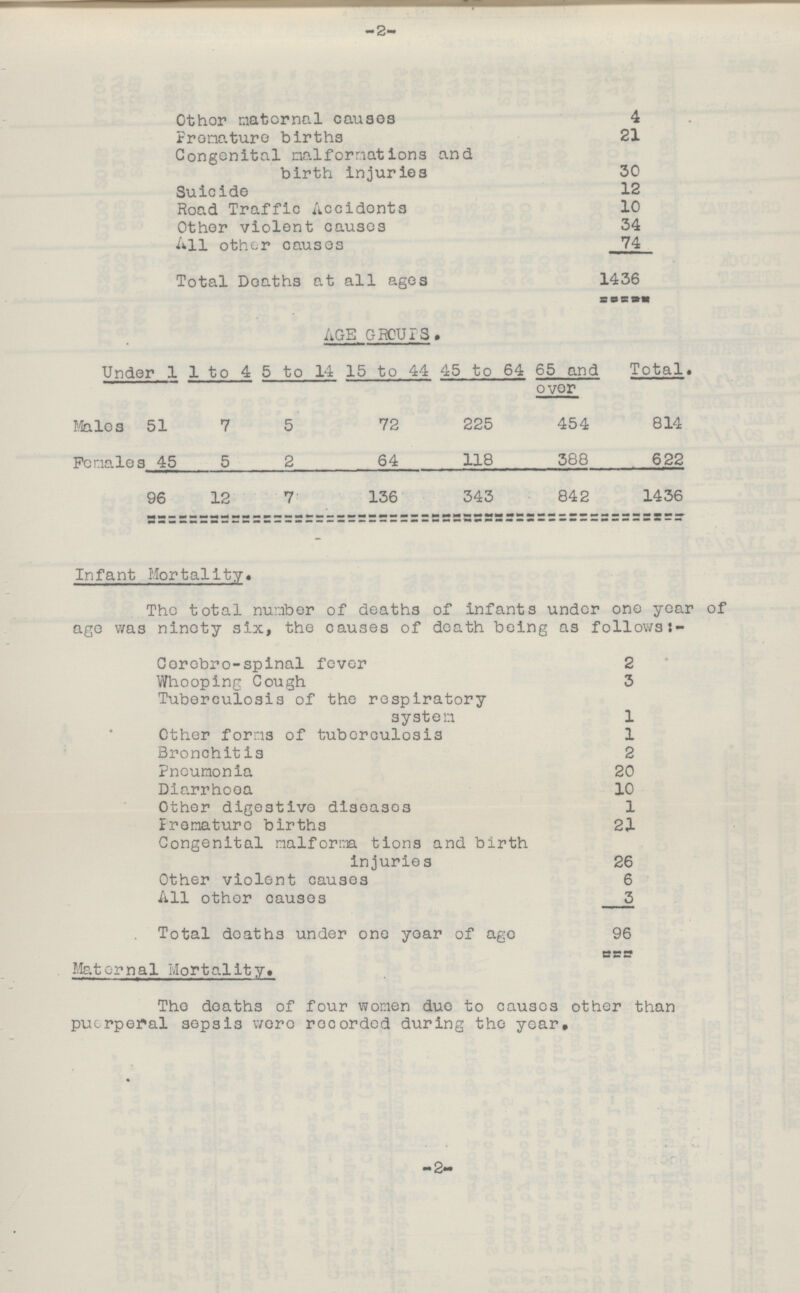 -2-
Other maternal causes 4
Premature births 21
Congenital malformations and
birth injuries 30
Suicide 12
Road Traffic Accidents 10
Other violent causes 34
All other causes 74
Total Deaths at all ages 1436
AGE GROUPS.
Under 1 1 to 4 5 to 14 15 to 44 45 to 64 65 and Total.
over
Males 51 7 5 72 225 454 814
Females 45 5 2 64 118 388 622
96 12 7 136 343 842 1436
Infant Mortality.
The total number of deaths of infants under one year of
age was ninety six, the causes of death being as follows:-
Cerebro-spinal fever 2
Whooping Cough 3
Tuberculosis of the respiratory
system 1
Other forms of tuberculosis 1
Bronchitis 2
Pneumonia 20
Diarrhoea 10
Other digestive diseases 1
Premature births 21
Congenital malforma tions and birth
injuries 26
Other violent causes 6
All other causes 3
Total deaths under one year of age 96
Maternal Mortality.
The deaths of four women due to causes other than
puerperal sepsis were recorded during the year.
-2-